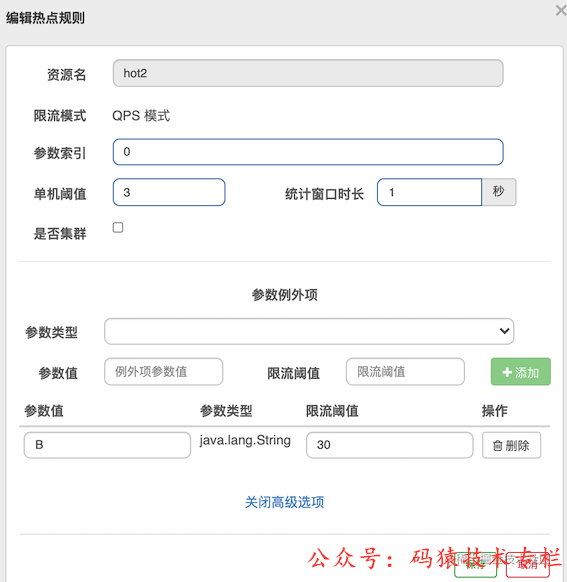 编辑热点规则
资源名 hot2
限流模式 QPS 模式
参数索引 0
单机阈值 3 统计窗口时长 1 秒
是否集群
参数例外项
参数类型
参数值 例外项参数值 限流阈值 限流阈值 +添加
参数值 参数类型 限流阈值 操作
B java.lang.String 30 删除
关闭高级选项
公众号：码猿技术专栏
保存 取消